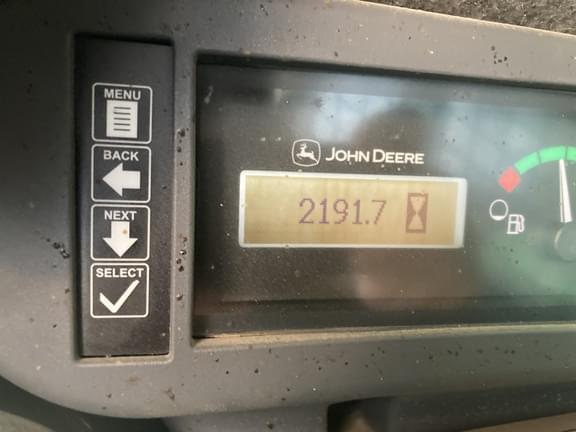 MENU
BACK
NEXT
SELECT
JOHN DEERE
2191.7